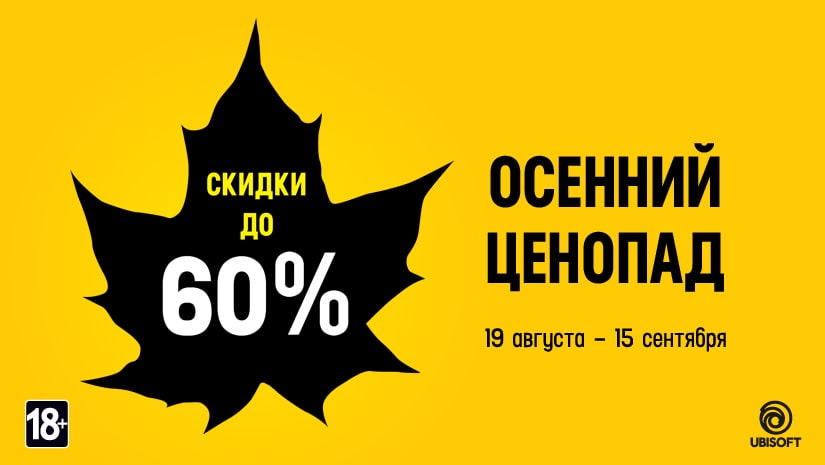 СКИДКИ
ДО
60%
ОСЕННИЙ
ЦЕНОПАД
19 августа – 15 сентября
18+
UBISOFT